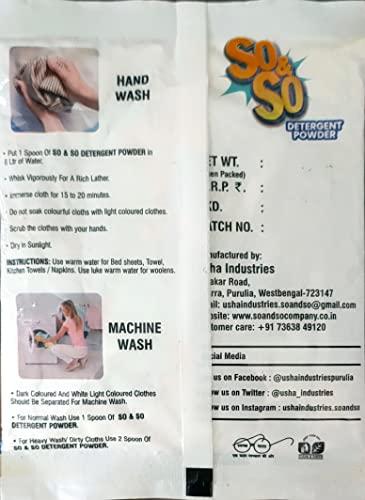 HAND
WASH
• Put 1 Spoon Of SO & SO DETERGENT POWDER in
6 Ltr of Water.
• Whisk Vigorously For A Rich Lather.
• Immerse cloth for 15 to 20 minutes.
• Do not soak colourful cloths with light coloured clothes.
• Scrub the clothes with your hands.
• Dry in Sunlight.
INSTRUCTIONS: Use warm water for Bed sheets, Towel,
Kitchen Towels / Napkins. Use luke warm water for woolens.
MACHINE
WASH
• Dark Coloured And White Light Coloured Clothes
Should Be Separated For Machine Wash.
• For Normal Wash Use 1 Spoon Of SO & SO
DETERGENT POWDER.
• For Heavy Wash/ Dirty Cloths Use 2 Spoon Of
SO & SO DETERGENT POWDER.
SO &
SO
DETERGENT
POWDER
ET WT. :
en Packed)
.R.P. ₹. :
KD. :
ATCH NO. :
nufactured by:
sha Industries
akar Road,
rra, Purulia, Westbengal-723147
ail: ushaindustries.soandso@gmail.com
bsite: www.soandsocompany.co.in
stomer care: +91 73638 49120
cial Media
us on Facebook : @ushaindustriespurulia
ow us on Twitter : @usha_industries
ow us on Instagram : ushaindustries.soandso